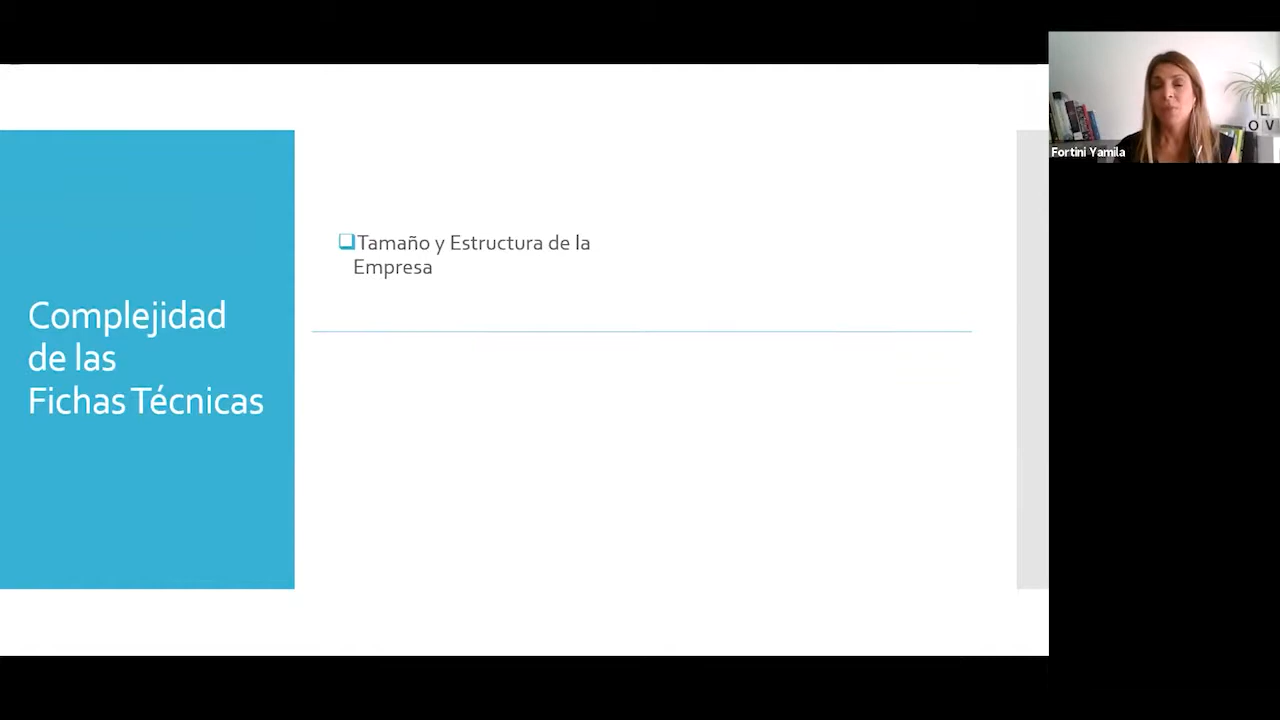 Complejidad
de las
Fichas Técnicas
Tamaño y Estructura de la
Empresa
Fortini Yamila
L
O V